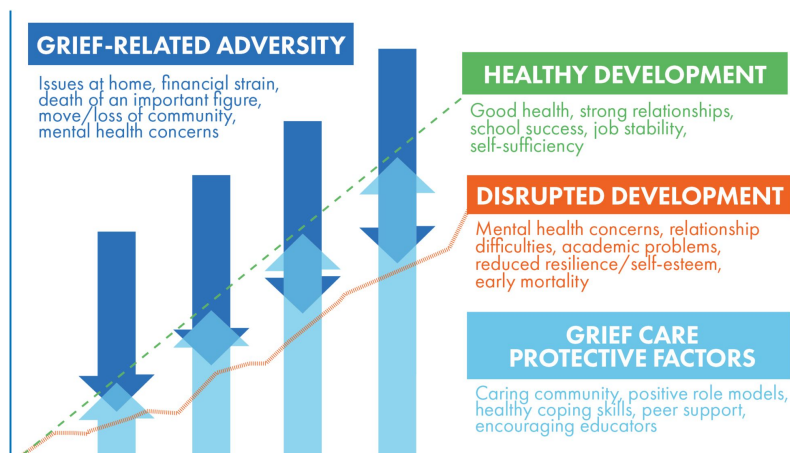 GRIEF-RELATED ADVERSITY
Issues at home, financial strain,
death of an important figure,
move/loss of community,
mental health concerns
HEALTHY DEVELOPMENT
Good health, strong relationships,
school success, job stability,
self-sufficiency
DISRUPTED DEVELOPMENT
Mental health concerns, relationship
difficulties, academic problems,
reduced resilience/self-esteem,
early mortality
GRIEF CARE
PROTECTIVE FACTORS
Caring community, positive role models,
healthy coping skills, peer support,
encouraging educators